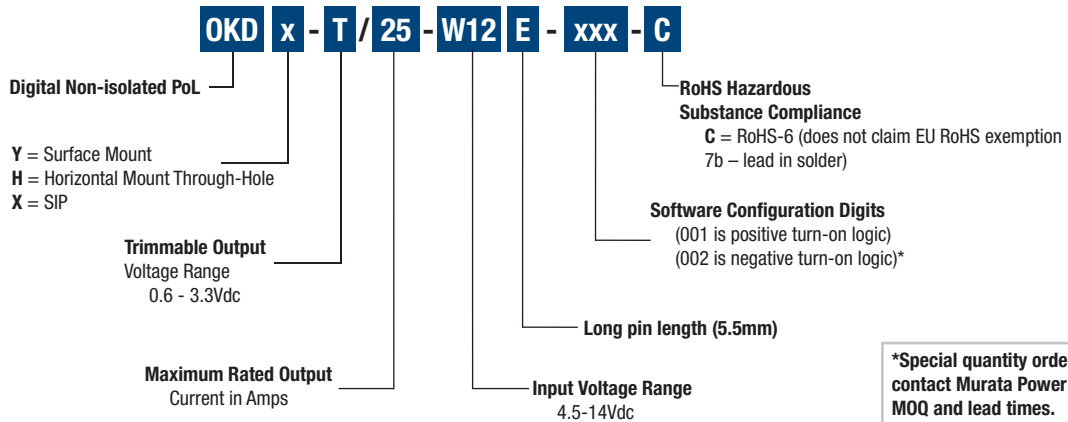 OKD x - T / 25 - W12 E - xxx - C
Digital Non-isolated PoL
Y = Surface Mount
H = Horizontal Mount Through-Hole
X = SIP
Trimmable Output
Voltage Range
0.6 - 3.3Vdc
Maximum Rated Output
Current in Amps
RoHS Hazardous
Substance Compliance
C = RoHS-6 (does not claim EU RoHS exemption
7b – lead in solder)
Software Configuration Digits
(001 is positive turn-on logic)
(002 is negative turn-on logic)*
Long pin length (5.5mm)
Input Voltage Range
4.5-14Vdc
*Special quantity orde
contact Murata Power
MOQ and lead times.